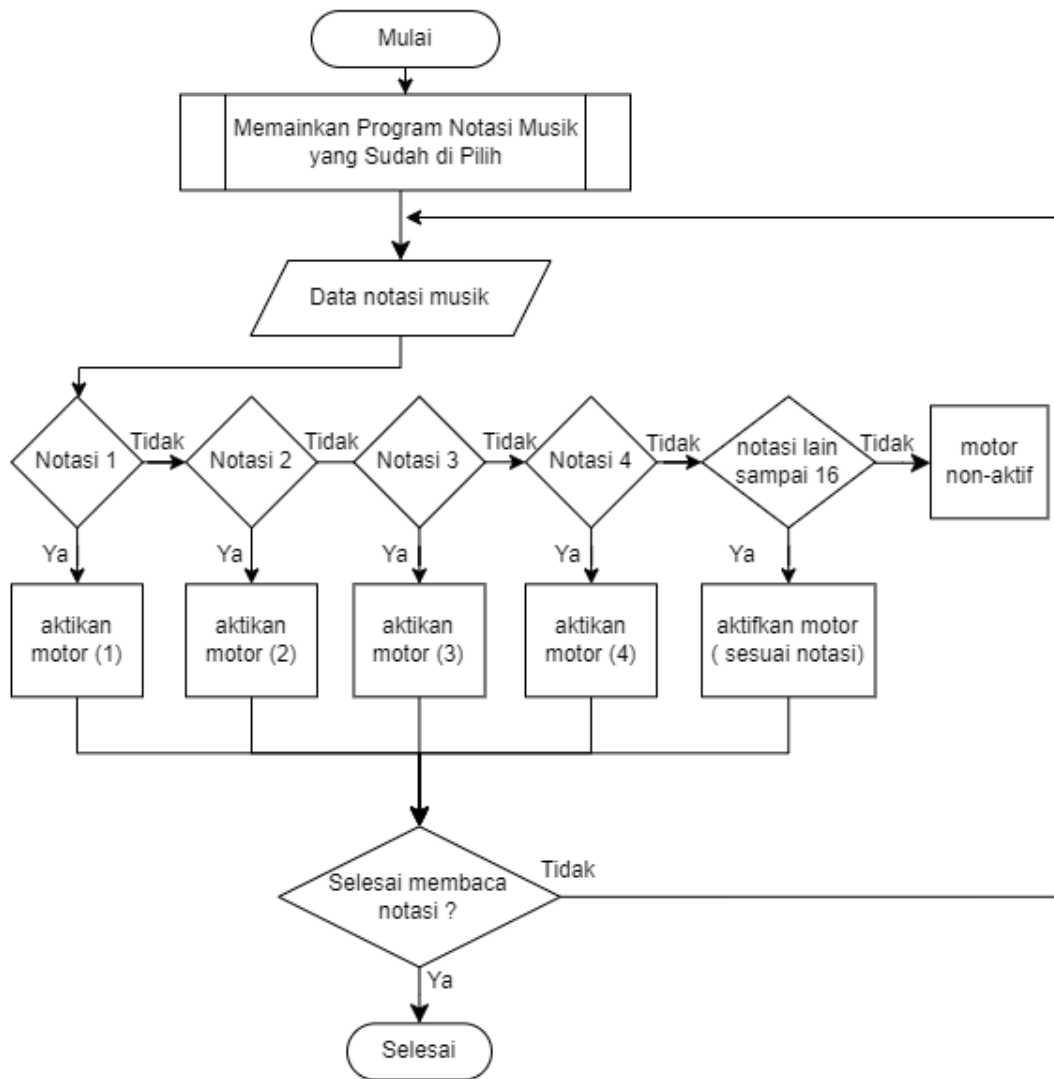 Mulai
Memainkan Program Notasi Musik
yang Sudah di Pilih
Data notasi musik
Notasi 1
Tidak
Notasi 2
Tidak
Notasi 3
Tidak
Notasi 4
Tidak
notasi lain
sampai 16
Tidak
motor
non-aktif
Ya
Ya
Ya
Ya
Ya
aktikan
motor (1)
aktikan
motor (2)
aktikan
motor (3)
aktikan
motor (4)
aktifkan motor
( sesuai notasi)
Selesai membaca
notasi ?
Tidak
Ya
Selesai